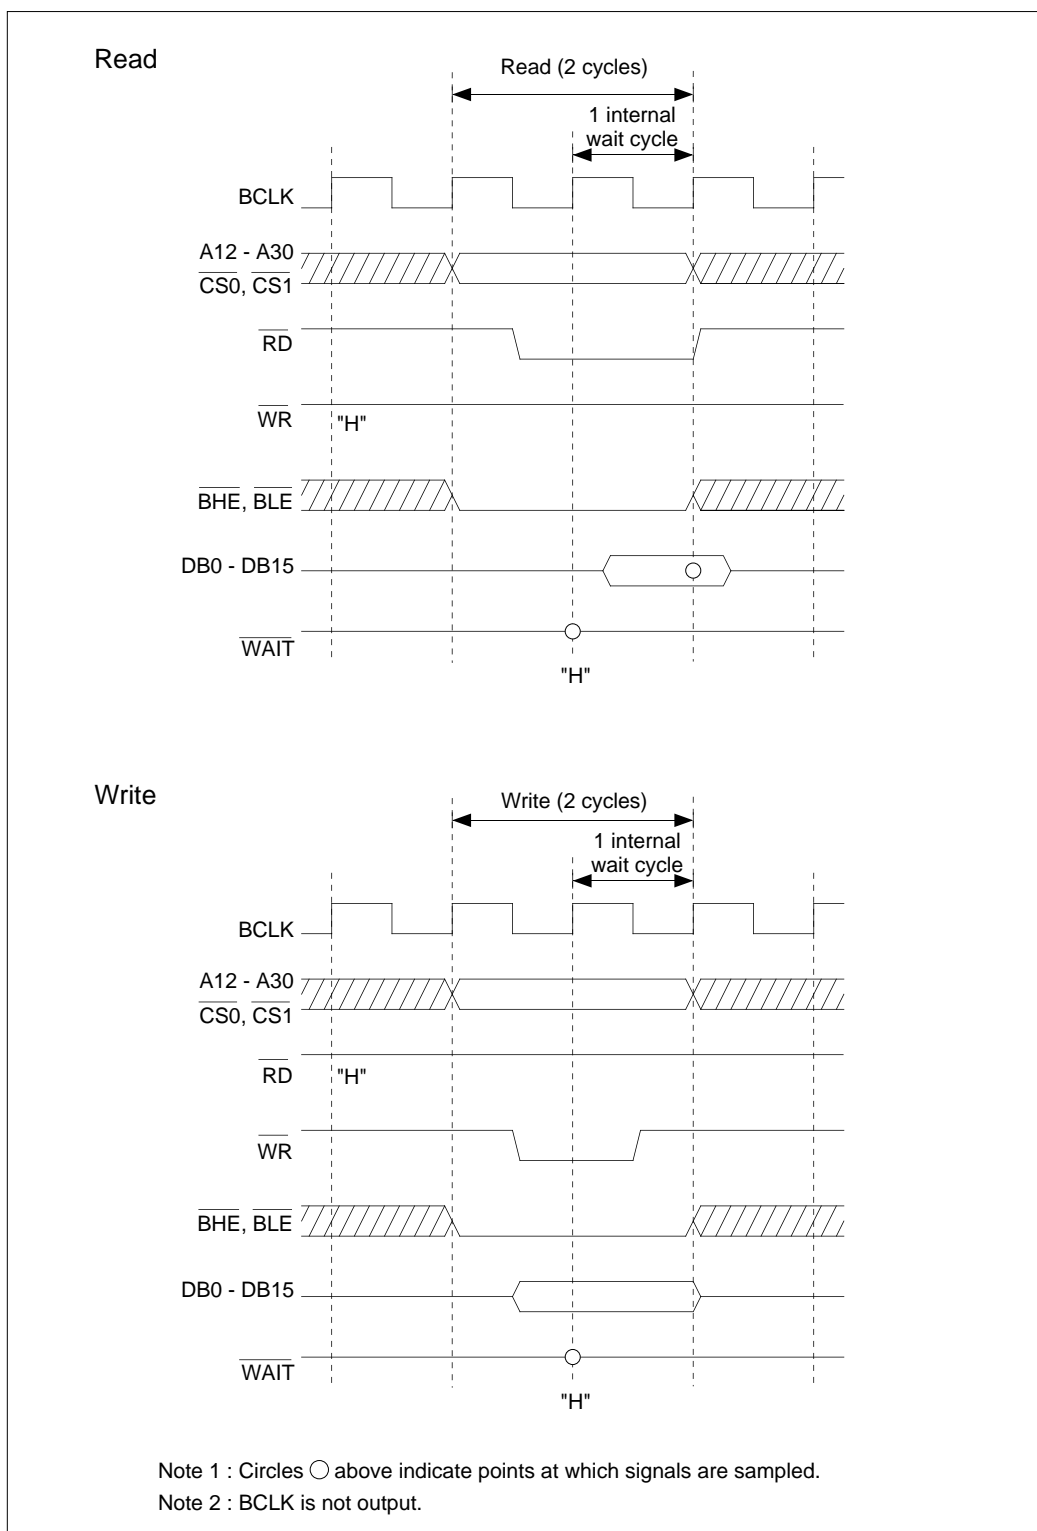 Read
Read (2 cycles)
1 internal
wait cycle
BCLK
A12 - A30
CS0, CS1
RD
WR
"H"
BHE, BLE
DB0 - DB15
WAIT
"H"
Write
Write (2 cycles)
1 internal
wait cycle
BCLK
A12 - A30
CS0, CS1
RD
"H"
WR
BHE, BLE
DB0 - DB15
WAIT
"H"
Note 1 : Circles ○ above indicate points at which signals are sampled.
Note 2 : BCLK is not output.